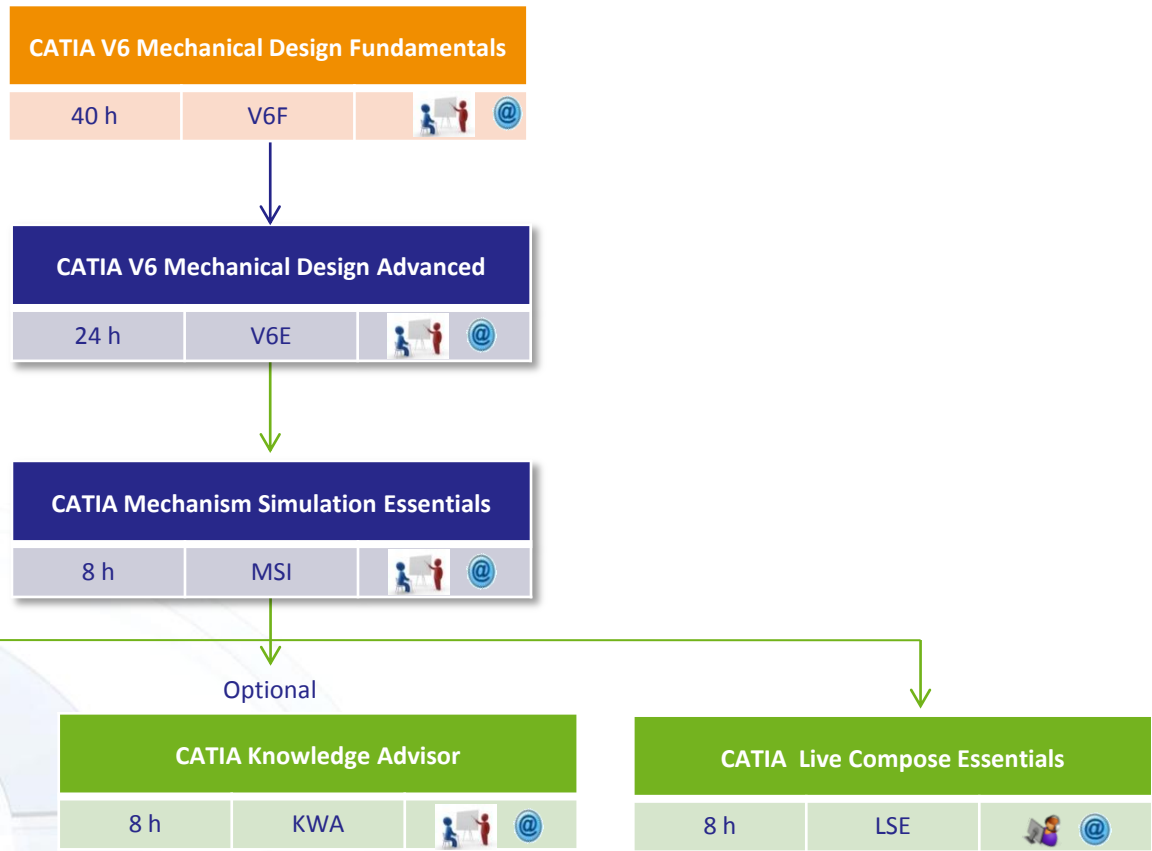 CATIA V6 Mechanical Design Fundamentals
40 h V6F @
CATIA V6 Mechanical Design Advanced
24 h V6E @
CATIA Mechanism Simulation Essentials
8 h MSI @
Optional
CATIA Knowledge Advisor
8 h KWA @
CATIA Live Compose Essentials
8 h LSE @